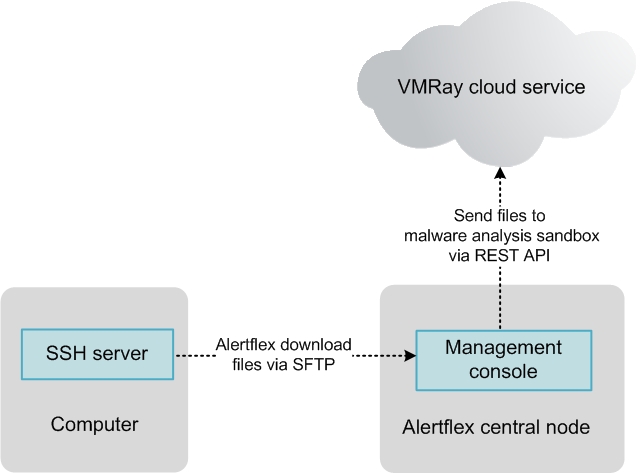 VMRay cloud service
Send files to
malware analysis sandbox
via REST API
SSH server
Alertflex download
files via SFTP
Management
console
Computer
Alertflex central node